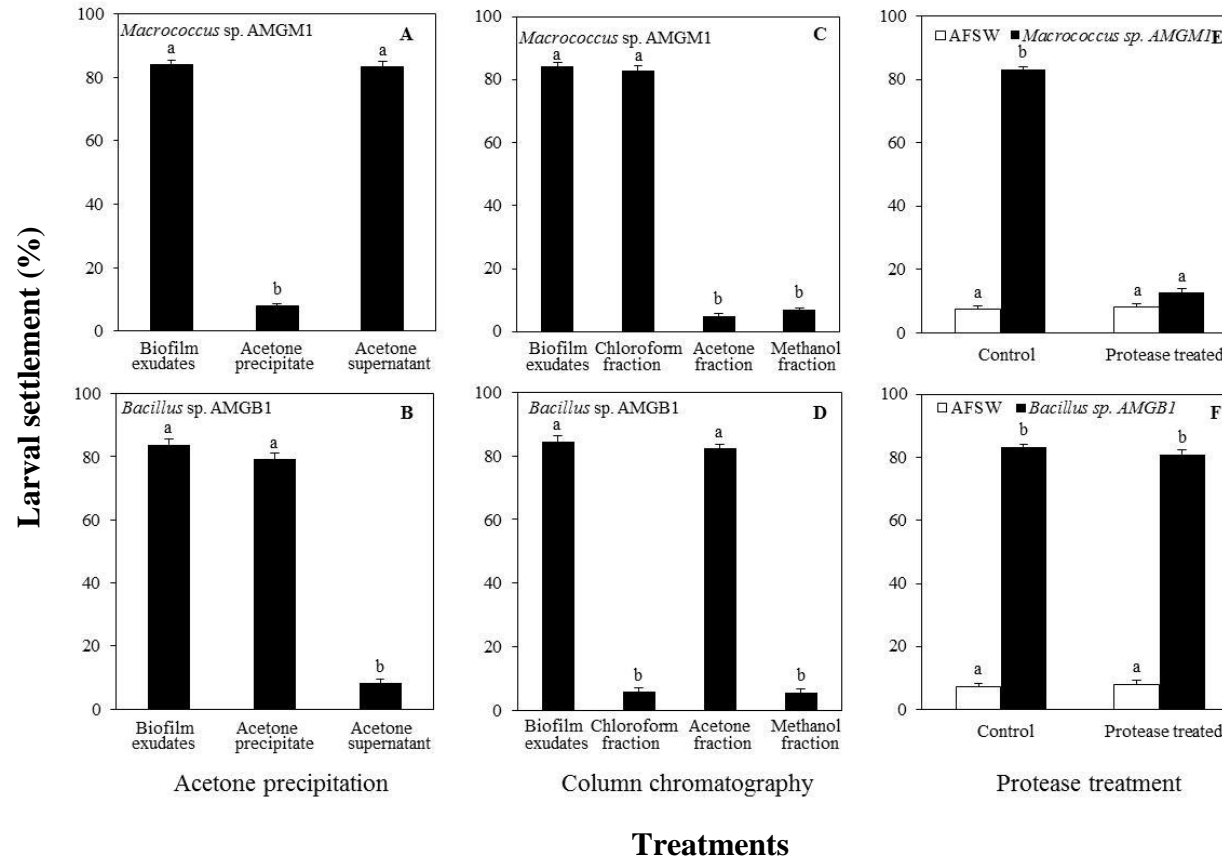 Larval settlement (%)
100
80
60
40
20
0
Macrococcus sp. AMGM1
A
a
b
a
Biofilm exudates
Acetone precipitate
Acetone supernatant
100
80
60
40
20
0
Macrococcus sp. AMGM1
C
a
a
b
b
Biofilm exudates
Chloroform fraction
Acetone fraction
Methanol fraction
100
80
60
40
20
0
AFSW
Macrococcus sp. AMGM1
E
a
b
a
a
Control
Protease treated
100
80
60
40
20
0
Bacillus sp. AMGB1
B
a
a
b
Biofilm exudates
Acetone precipitate
Acetone supernatant
Acetone precipitation
100
80
60
40
20
0
Bacillus sp. AMGB1
D
a
b
a
b
Biofilm exudates
Chloroform fraction
Acetone fraction
Methanol fraction
Column chromatography
100
80
60
40
20
0
AFSW
Bacillus sp. AMGB1
F
a
b
a
b
Control
Protease treated
Protease treatment
Treatments